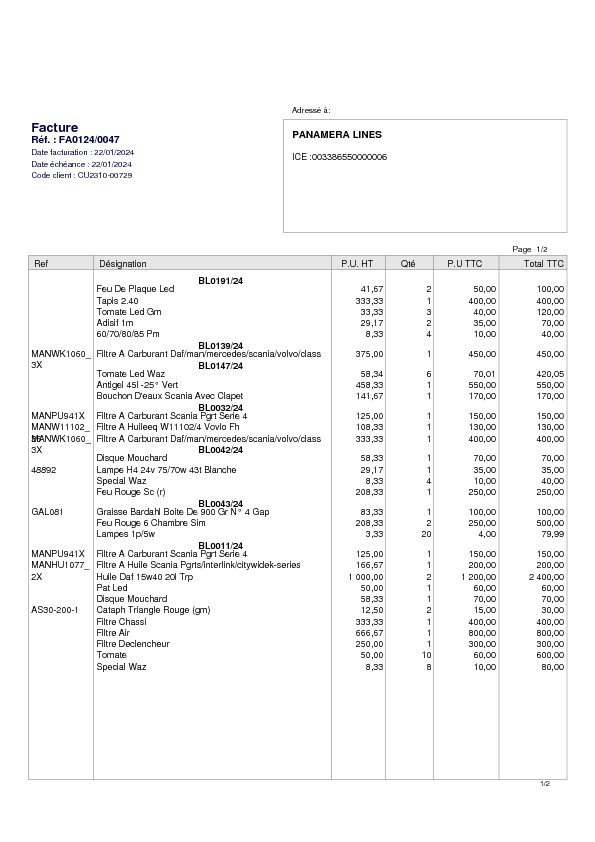 Adressé à:
Facture
Réf. : FA0124/0047
Date facturation : 22/01/2024
Date échéance : 22/01/2024
Code client : CU2310-00729
PANAMERA LINES
ICE :003386550000006
Page 1/2
Ref Désignation P.U. HT Qté P.U TTC Total TTC
BL0191/24
Feu De Plaque Led 41,67 2 50,00 100,00
Tapis 2.40 333,33 1 400,00 400,00
Tomate Led Gm 33,33 3 40,00 120,00
Adisif 1m 29,17 2 35,00 70,00
60/70/80/85 Pm 8,33 4 10,00 40,00
BL0139/24
MANWK1060_ Filtre A Carburant Daf/man/mercedes/scania/volvo/class 375,00 1 450,00 450,00
3X
BL0147/24
Tomate Led Waz 58,34 6 70,01 420,05
Antigel 45l -25° Vert 458,33 1 550,00 550,00
Bouchon D'eaux Scania Avec Clapet 141,67 1 170,00 170,00
BL0032/24
MANPU941X Filtre A Carburant Scania Pgrt Serie 4 125,00 1 150,00 150,00
MANW11102_ Filtre A Huileeq W11102/4 Vovlo Fh 108,33 1 130,00 130,00
MANWK1060_ Filtre A Carburant Daf/man/mercedes/scania/volvo/class 333,33 1 400,00 400,00
3X
BL0042/24
Disque Mouchard 58,33 1 70,00 70,00
48892 Lampe H4 24v 75/70w 43t Blanche 29,17 1 35,00 35,00
Special Waz 8,33 4 10,00 40,00
Feu Rouge Sc (r) 208,33 1 250,00 250,00
BL0043/24
GAL081 Graisse Bardahl Boite De 900 Gr N° 4 Gap 83,33 1 100,00 100,00
Feu Rouge 6 Chambre Sim 208,33 2 250,00 500,00
Lampes 1p/5w 3,33 20 4,00 79,99
BL0011/24
MANPU941X Filtre A Carburant Scania Pgrt Serie 4 125,00 1 150,00 150,00
MANHU1077_ Filtre A Huile Scania Pgrts/interlink/citywidek-series 166,67 1 200,00 200,00
2X Huile Daf 15w40 20l Trp 1 000,00 2 1 200,00 2 400,00
Pat Led 50,00 1 60,00 60,00
Disque Mouchard 58,33 1 70,00 70,00
AS30-200-1 Cataph Triangle Rouge (gm) 12,50 2 15,00 30,00
Filtre Chassi 333,33 1 400,00 400,00
Filtre Air 666,67 1 800,00 800,00
Filtre Declencheur 250,00 1 300,00 300,00
Tomate 50,00 10 60,00 600,00
Special Waz 8,33 8 10,00 80,00
1/2